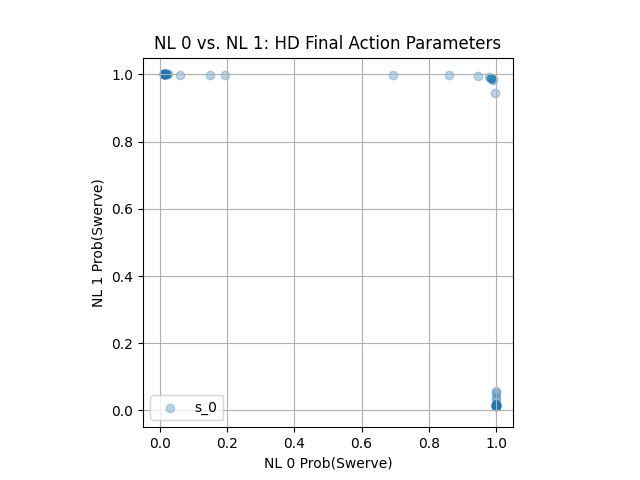 NL 0 vs. NL 1: HD Final Action Parameters
1.0
0.8
0.6
0.4
0.2
0.0
NL 1 Prob(Swerve)
s_0
0.0 0.2 0.4 0.6 0.8 1.0
NL 0 Prob(Swerve)